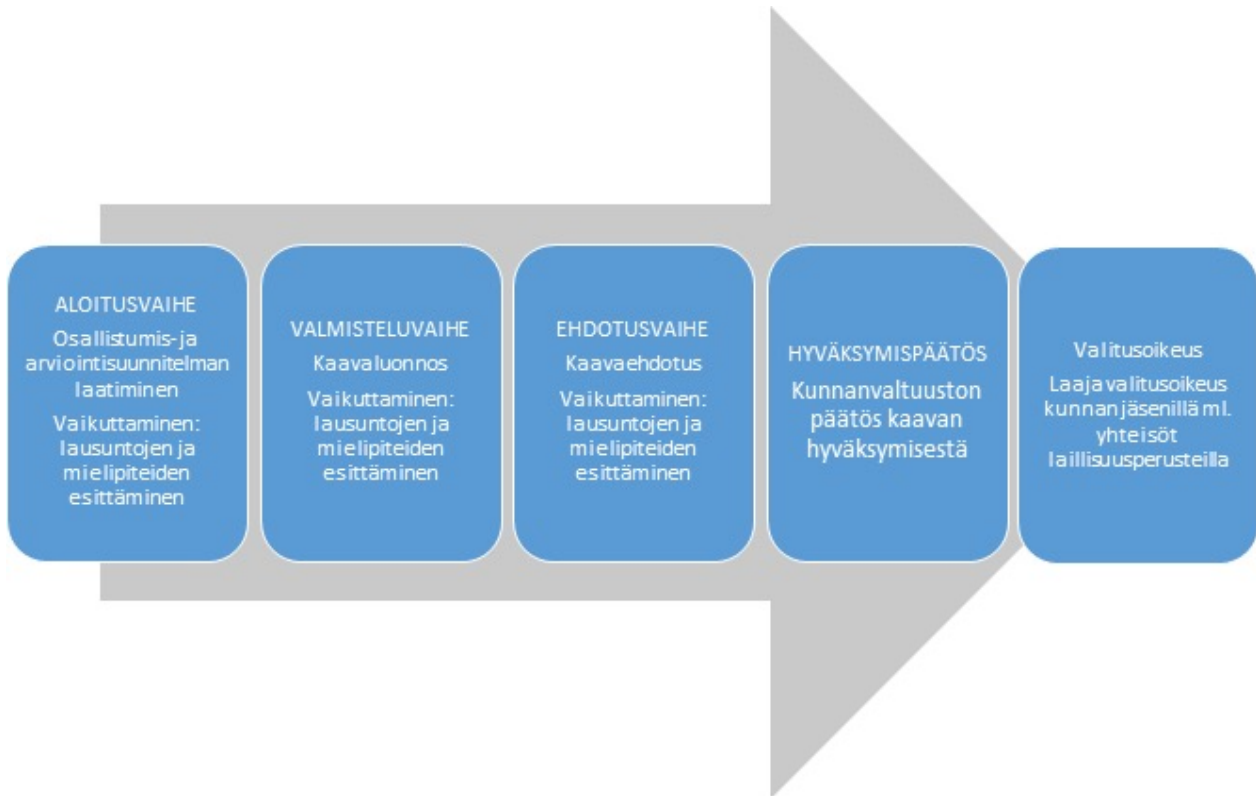 ALOITUSVAIHE
Osallistumis- ja
arviointisuunnitelman
laatiminen
Vaikuttaminen:
lausuntojen ja
mielipiteiden
esittäminen
VALMISTELUVAIHE
Kaavaluonnos
Vaikuttaminen:
lausuntojen ja
mielipiteiden
esittäminen
EHDOTUSVAIHE
Kaavaehdotus
Vaikuttaminen:
lausuntojen ja
mielipiteiden
esittäminen
HYVÄKSYMISPÄÄTÖS
Kunnanvaltuuston
päätös kaavan
hyväksymisestä
Valitusoikeus
Laaja valitusoikeus
kunnan jäsenillä ml.
yhteisöt
laillisuusperusteilla